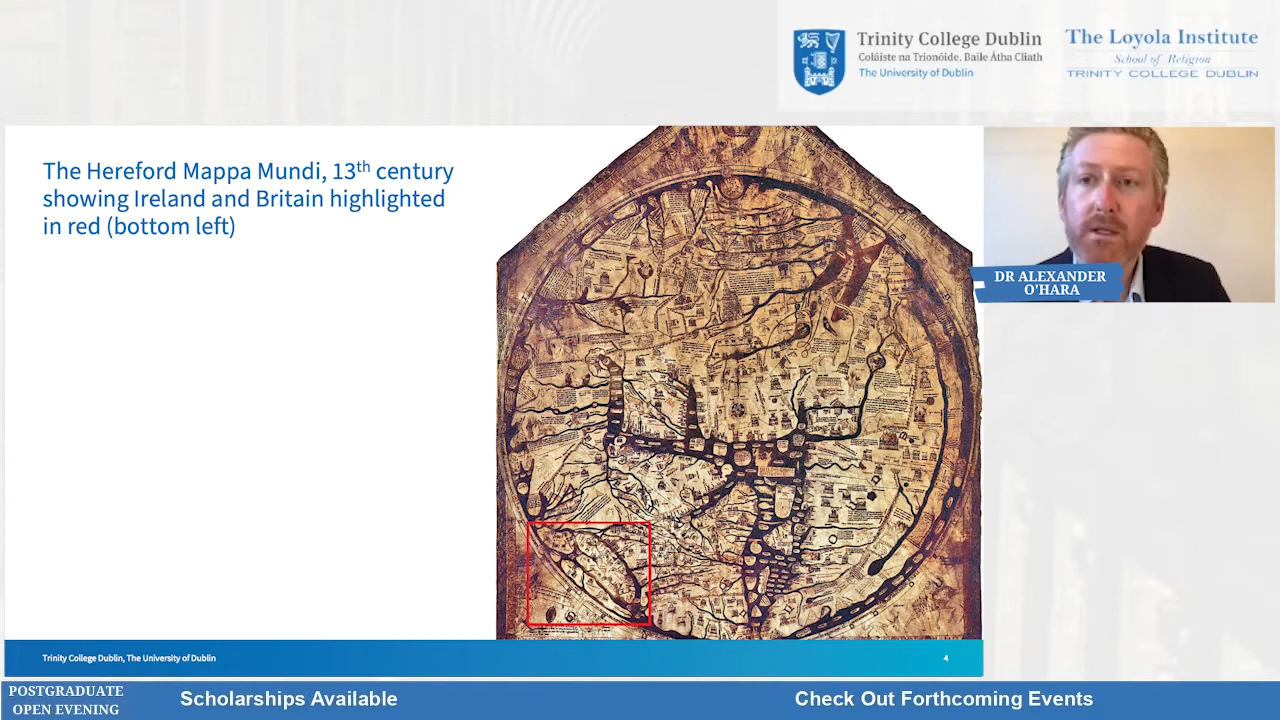 Trinity College Dublin
Coláiste na Tríonóide, Baile Átha Cliath
The University of Dublin
The Loyola Institute
School of Religion
TRINITY COLLEGE DUBLIN
The Hereford Mappa Mundi, 13th century
showing Ireland and Britain highlighted
in red (bottom left)
DR ALEXANDER
O'HARA
Trinity College Dublin, The University of Dublin
4
POSTGRADUATE
OPEN EVENING
Scholarships Available
Check Out Forthcoming Events